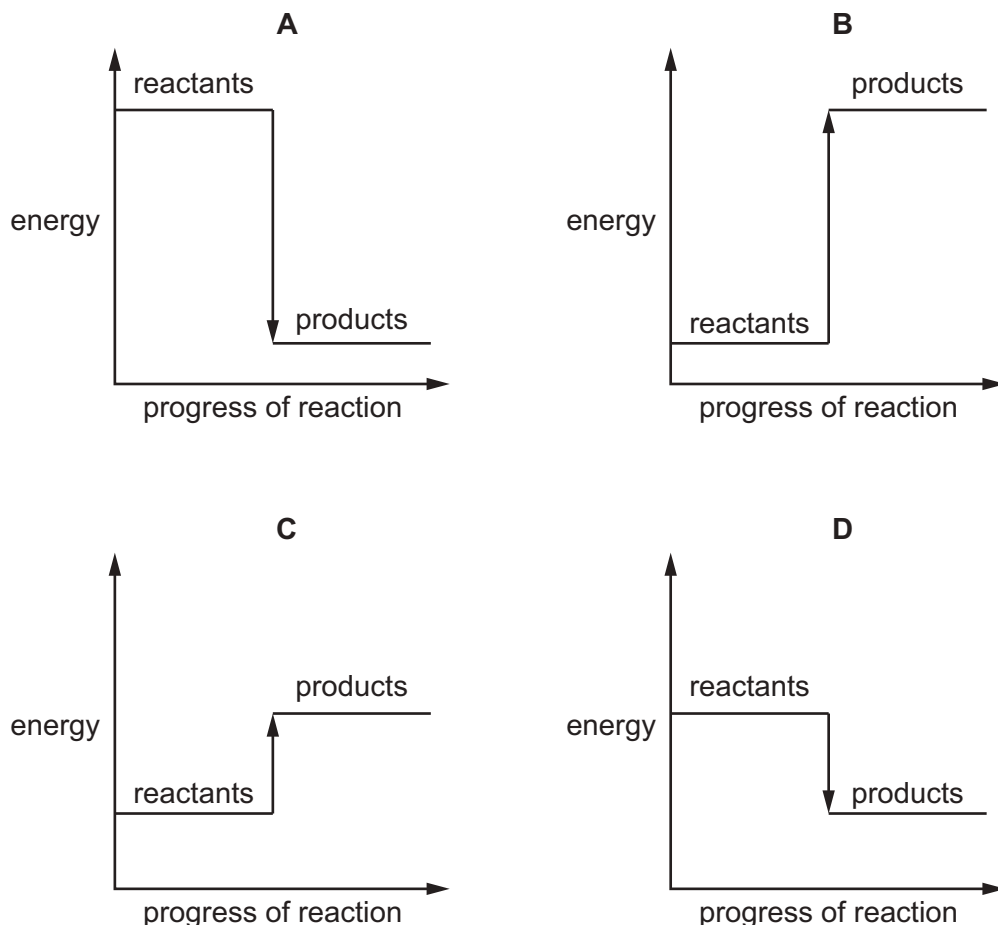 A
B
reactants
products
energy
energy
products
reactants
progress of reaction
progress of reaction
C
D
products
reactants
energy
energy
reactants
products
progress of reaction
progress of reaction